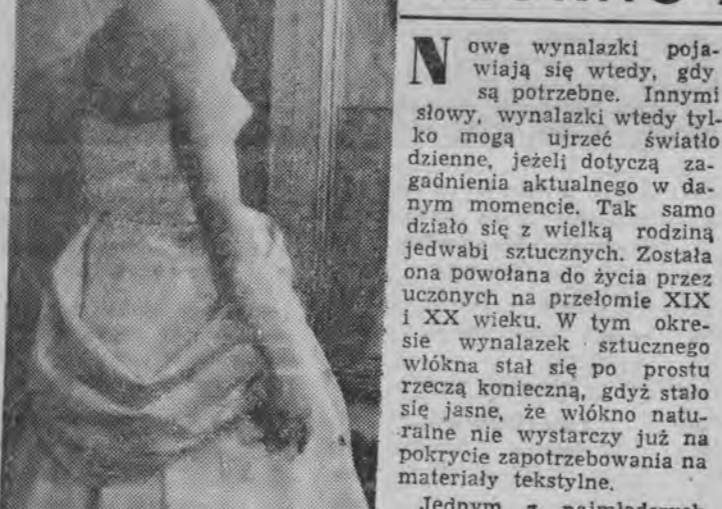 Nowe wynalazki poja-
wiają się wtedy, gdy
są potrzebne. Innymi
słowy, wynalazki wtedy tyl-
ko mogą ujrzeć światło
dzienne, jeżeli dotyczą za-
gadnienia aktualnego w da-
nym momencie. Tak samo
działo się z wielką rodziną
jedwabi sztucznych. Została
ona powołana do życia przez
uczonych na przełomie XIX
i XX wieku. W tym okre-
sie wynalazek sztucznego
włókna stał się po prostu
rzeczą konieczną, gdyż stało
się jasne, że włókno natu-
ralne nie wystarczy już na
pokrycie zapotrzebowania na
materiały tekstylne.
Jednym z najmłodszych